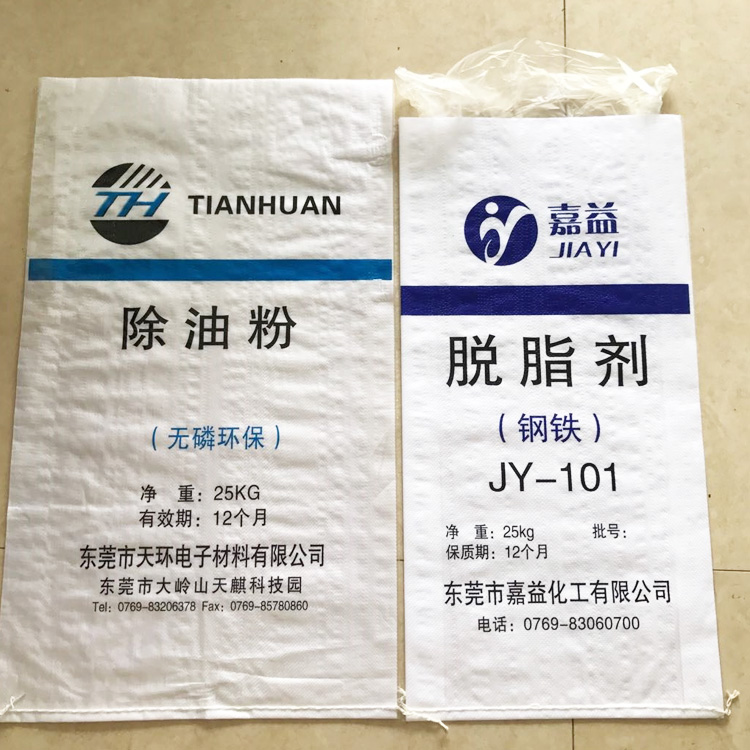 TH TIANHUAN
除油粉
（无磷环保）
净 重：25KG
有效期：12个月
东莞市天环电子材料有限公司
东莞市大岭山天麒科技园
Tel: 0769-83206378 Fax: 0769-85780860
嘉益
JIAYI
脱脂剂
（钢铁）
JY-101
净 重：25kg 批号：
保质期：12个月
东莞市嘉益化工有限公司
电话：0769-83060700